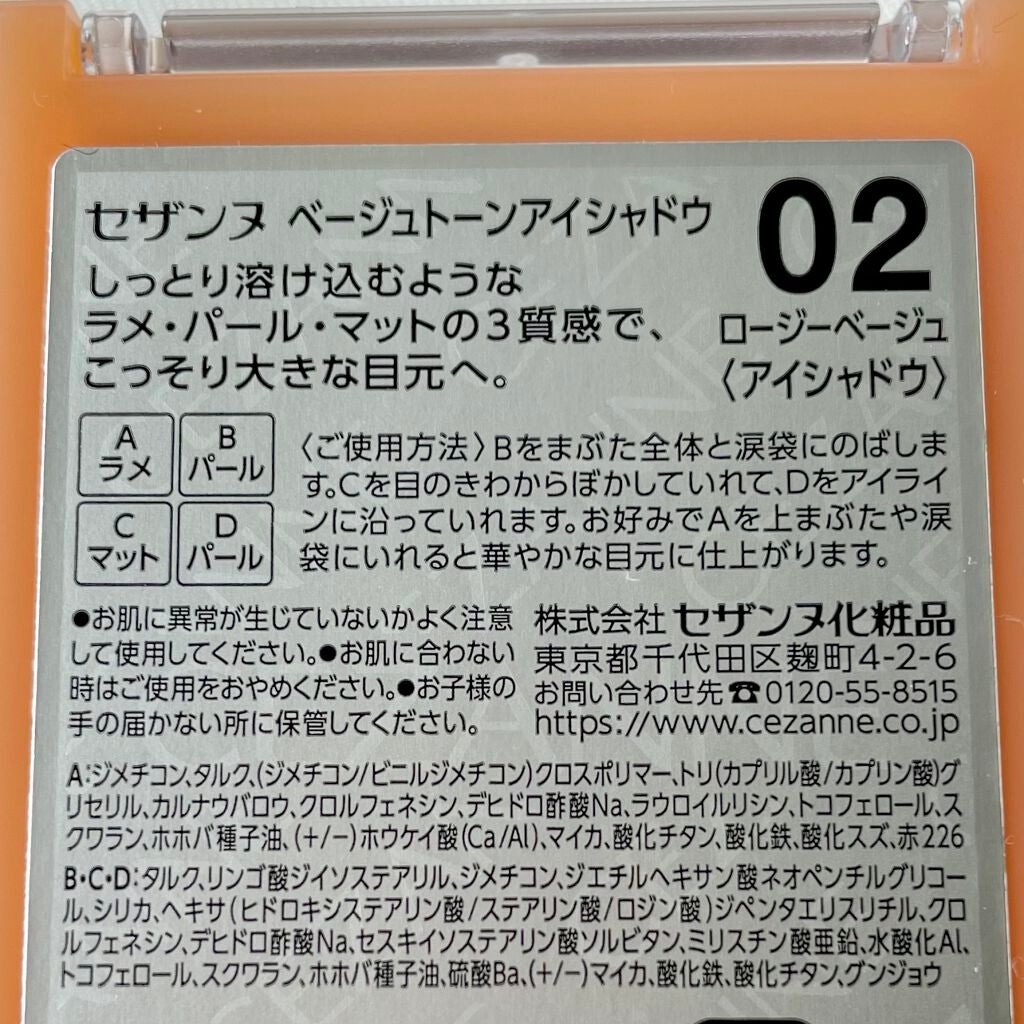 セザンヌ ベージュトーンアイシャドウ
02
しっとり溶け込むような
ラメ・パール・マットの3質感で、
こっそり大きな目元へ。
ロージーベージュ
〈アイシャドウ〉
A
ラメ
B
パール
C
マット
D
パール
〈ご使用方法〉Bをまぶた全体と涙袋にのばしま
す。Cを目のきわからぼかしていれて、Dをアイライ
ンに沿っていれます。お好みでAを上まぶたや涙
袋にいれると華やかな目元に仕上がります。
●お肌に異常が生じていないかよく注意
して使用してください。●お肌に合わない
時はご使用をおやめください。●お子様の
手の届かない所に保管してください。
株式会社 セザンヌ化粧品
東京都千代田区麹町4-2-6
お問い合わせ先☎0120-55-8515
https://www.cezanne.co.jp
A:ジメチコン、タルク、(ジメチコン/ビニルジメチコン)クロスポリマー、トリ(カプリル酸/カプリン酸)グ
リセリル、カルナウバロウ、クロルフェネシン、デヒドロ酢酸Na、ラウロイルリシン、トコフェロール、ス
クワラン、ホホバ種子油、(+/−)ホウケイ酸(Ca/Al)、マイカ、酸化チタン、酸化鉄、酸化スズ、赤226
B・C・D:タルク、リンゴ酸ジイソステアリル、ジメチコン、ジエチルヘキサン酸ネオペンチルグリコー
ル、シリカ、ヘキサ(ヒドロキシステアリン酸/ステアリン酸/ロジン酸)ジペンタエリスリチル、クロ
ルフェネシン、デヒドロ酢酸Na、セスキイソステアリン酸ソルビタン、ミリスチン酸亜鉛、水酸化Al、
トコフェロール、スクワラン、ホホバ種子油、硫酸Ba、(+/−)マイカ、酸化鉄、酸化チタン、グンジョウ